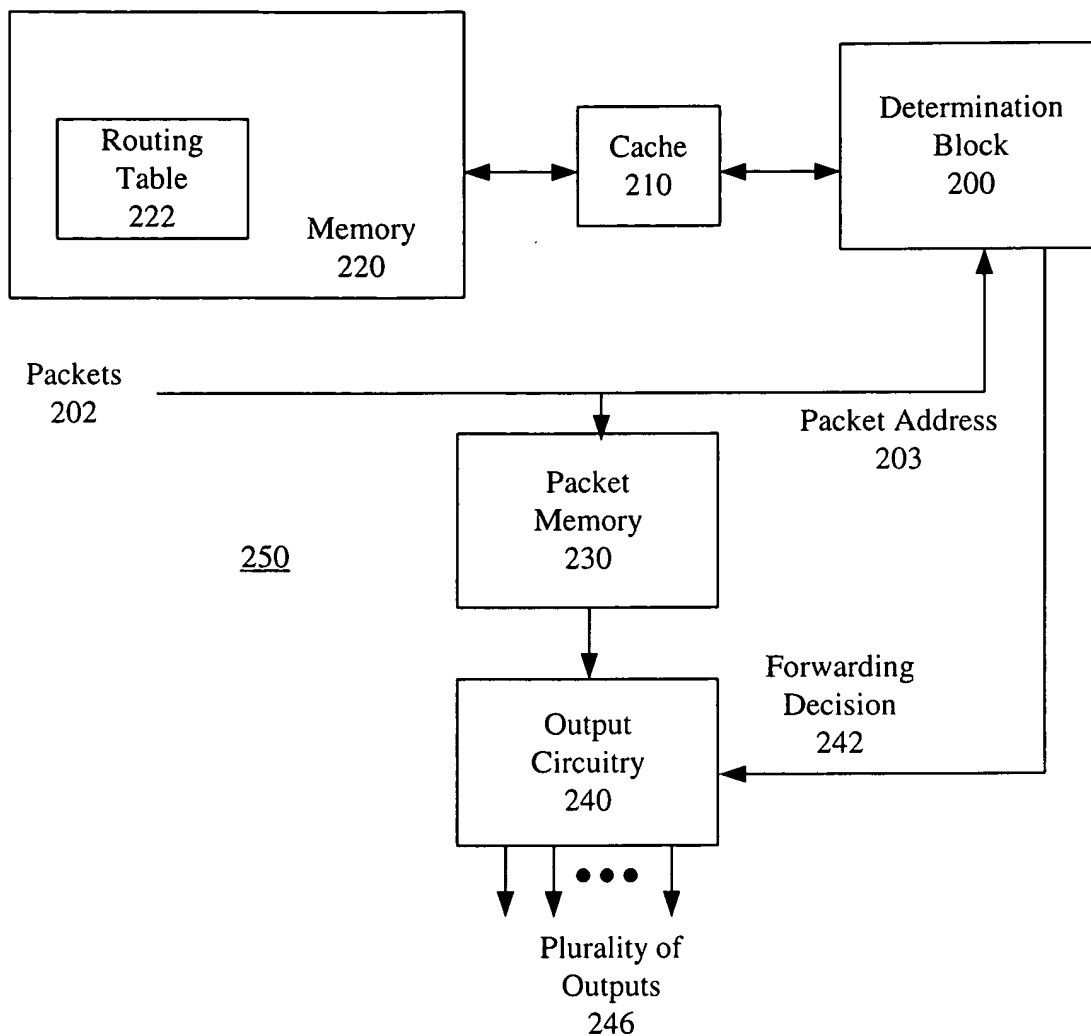 Routing
Table
222
Memory
220
Cache
210
Determination
Block
200
Packets
202
Packet Address
203
Packet
Memory
230
250
Forwarding
Decision
242
Output
Circuitry
240
Plurality of
Outputs
246